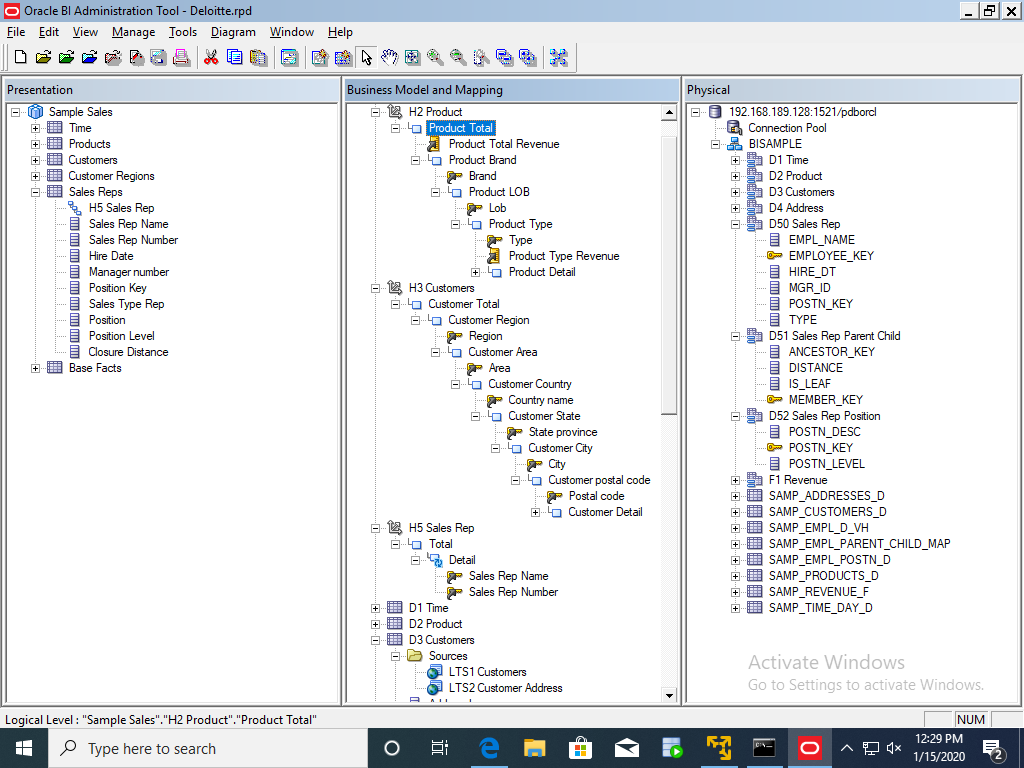 Oracle BI Administration Tool - Deloitte.rpd
File Edit View Manage Tools Diagram Window Help
Presentation
Sample Sales
Time
Products
Customers
Customer Regions
Sales Reps
H5 Sales Rep
Sales Rep Name
Sales Rep Number
Hire Date
Manager number
Position Key
Sales Type Rep
Position
Position Level
Closure Distance
Base Facts
Business Model and Mapping
H2 Product
Product Total
Product Total Revenue
Product Brand
Brand
Product LOB
Lob
Product Type
Type
Product Type Revenue
Product Detail
H3 Customers
Customer Total
Customer Region
Region
Customer Area
Area
Customer Country
Country name
Customer State
State province
Customer City
City
Customer postal code
Postal code
Customer Detail
H5 Sales Rep
Total
Detail
Sales Rep Name
Sales Rep Number
D1 Time
D2 Product
D3 Customers
Sources
LTS1 Customers
LTS2 Customer Address
Physical
192.168.189.128:1521/pdborcl
Connection Pool
BISAMPLE
D1 Time
D2 Product
D3 Customers
D4 Address
D50 Sales Rep
EMPL_NAME
EMPLOYEE_KEY
HIRE_DT
MGR_ID
POSTN_KEY
TYPE
D51 Sales Rep Parent Child
ANCESTOR_KEY
DISTANCE
IS_LEAF
MEMBER_KEY
D52 Sales Rep Position
POSTN_DESC
POSTN_KEY
POSTN_LEVEL
F1 Revenue
SAMP_ADDRESSES_D
SAMP_CUSTOMERS_D
SAMP_EMPL_D_VH
SAMP_EMPL_PARENT_CHILD_MAP
SAMP_EMPL_POSTN_D
SAMP_PRODUCTS_D
SAMP_REVENUE_F
SAMP_TIME_DAY_D
Activate Windows
Go to Settings to activate Windows.
Logical Level : "Sample Sales"."H2 Product"."Product Total"
NUM
Type here to search
12:29 PM
1/15/2020
2